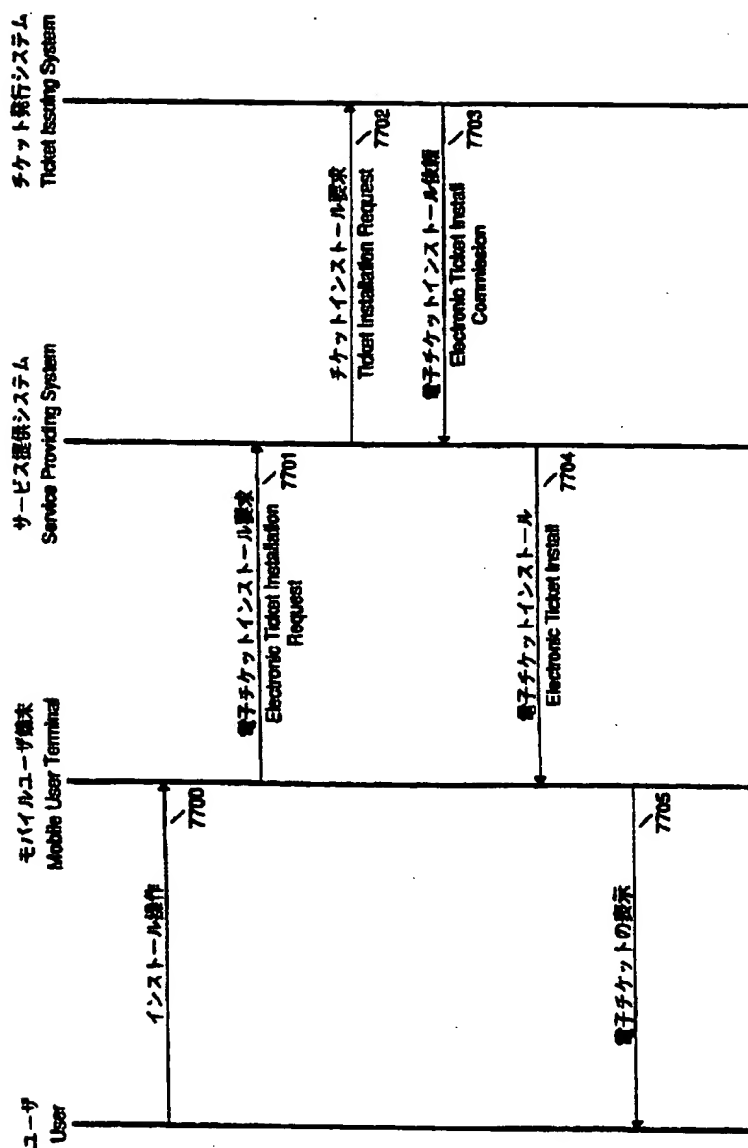 ユーザ
User
モバイルユーザ端末
Mobile User Terminal
サービス提供システム
Service Providing System
チケット発行システム
Ticket Issuing System
インストール操作
7700
電子チケットインストール要求
Electronic Ticket Installation
Request
7701
チケットインストール要求
Ticket Installation Request
7702
電子チケットインストール依頼
Electronic Ticket Install
Commission
7703
電子チケットインストール
Electronic Ticket Install
7704
電子チケットの表示
7705